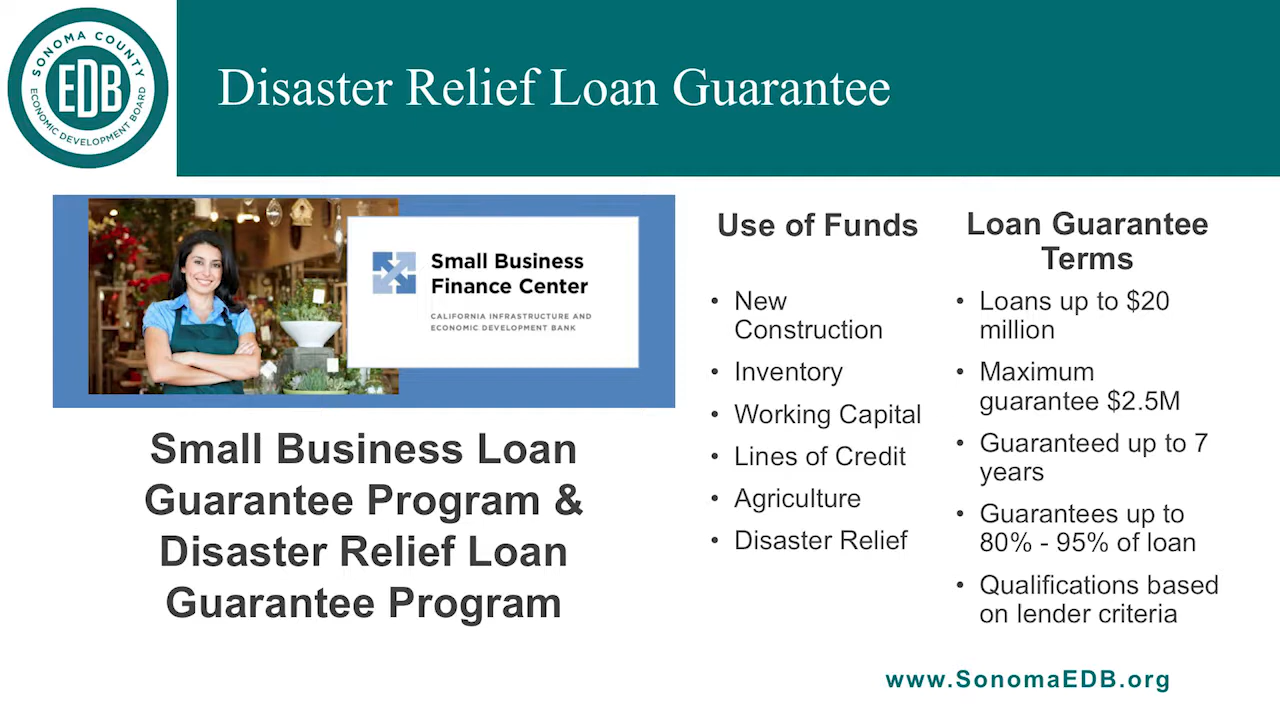 SONOMA COUNTY
EDB
ECONOMIC DEVELOPMENT BOARD
Disaster Relief Loan Guarantee
Small Business
Finance Center
CALIFORNIA INFRASTRUCTURE AND
ECONOMIC DEVELOPMENT BANK
Small Business Loan
Guarantee Program &
Disaster Relief Loan
Guarantee Program
Use of Funds
• New
Construction
• Inventory
• Working Capital
• Lines of Credit
• Agriculture
• Disaster Relief
Loan Guarantee
Terms
• Loans up to $20
million
• Maximum
guarantee $2.5M
• Guaranteed up to 7
years
• Guarantees up to
80% - 95% of loan
• Qualifications based
on lender criteria
www.SonomaEDB.org